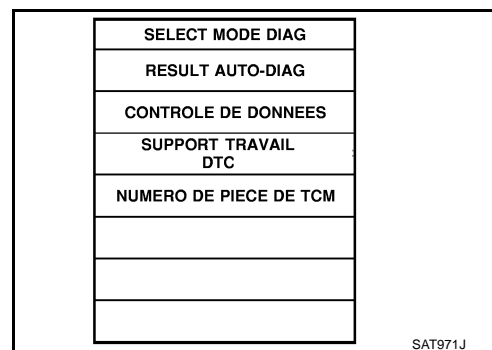 SELECT MODE DIAG
RESULT AUTO-DIAG
CONTROLE DE DONNEES
SUPPORT TRAVAIL
DTC
NUMERO DE PIECE DE TCM
SAT971J